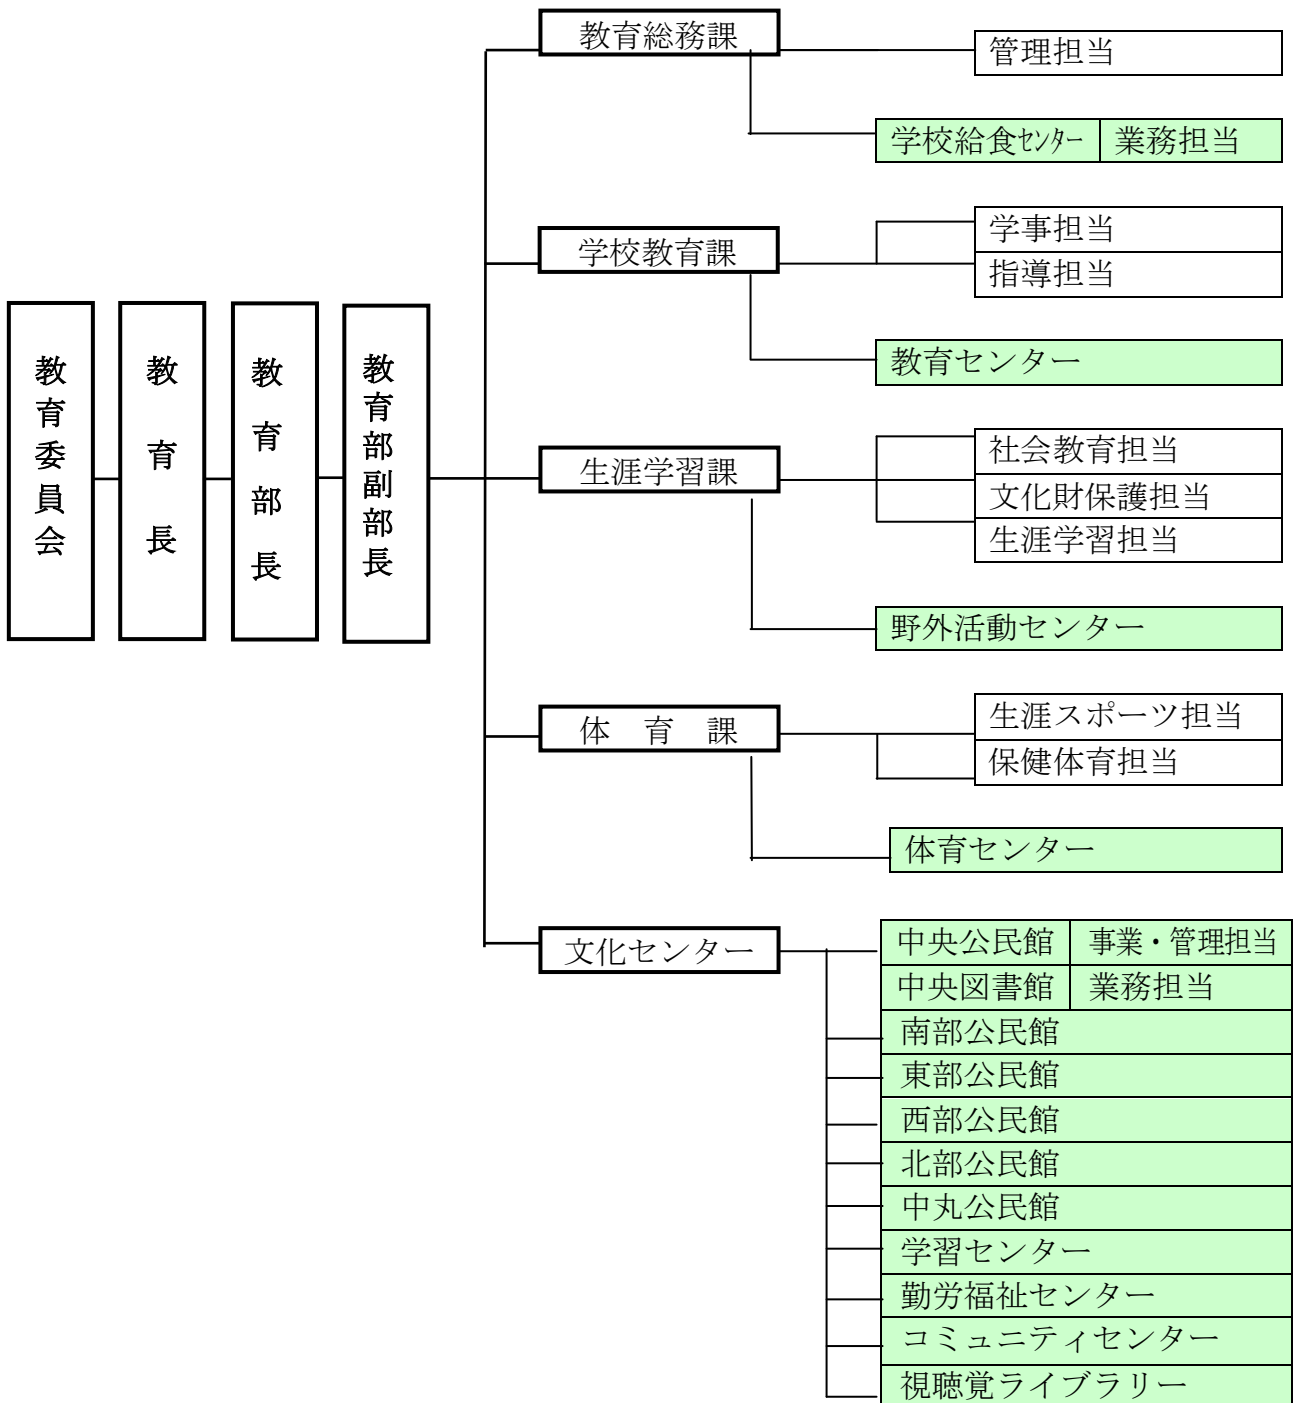 教育委員会
教育長
教育部長
教育部副部長
教育総務課
管理担当
学校給食センター 業務担当
学校教育課
学事担当
指導担当
教育センター
生涯学習課
社会教育担当
文化財保護担当
生涯学習担当
野外活動センター
体 育 課
生涯スポーツ担当
保健体育担当
体育センター
文化センター
中央公民館 事業・管理担当
中央図書館 業務担当
南部公民館
東部公民館
西部公民館
北部公民館
中丸公民館
学習センター
勤労福祉センター
コミュニティセンター
視聴覚ライブラリー